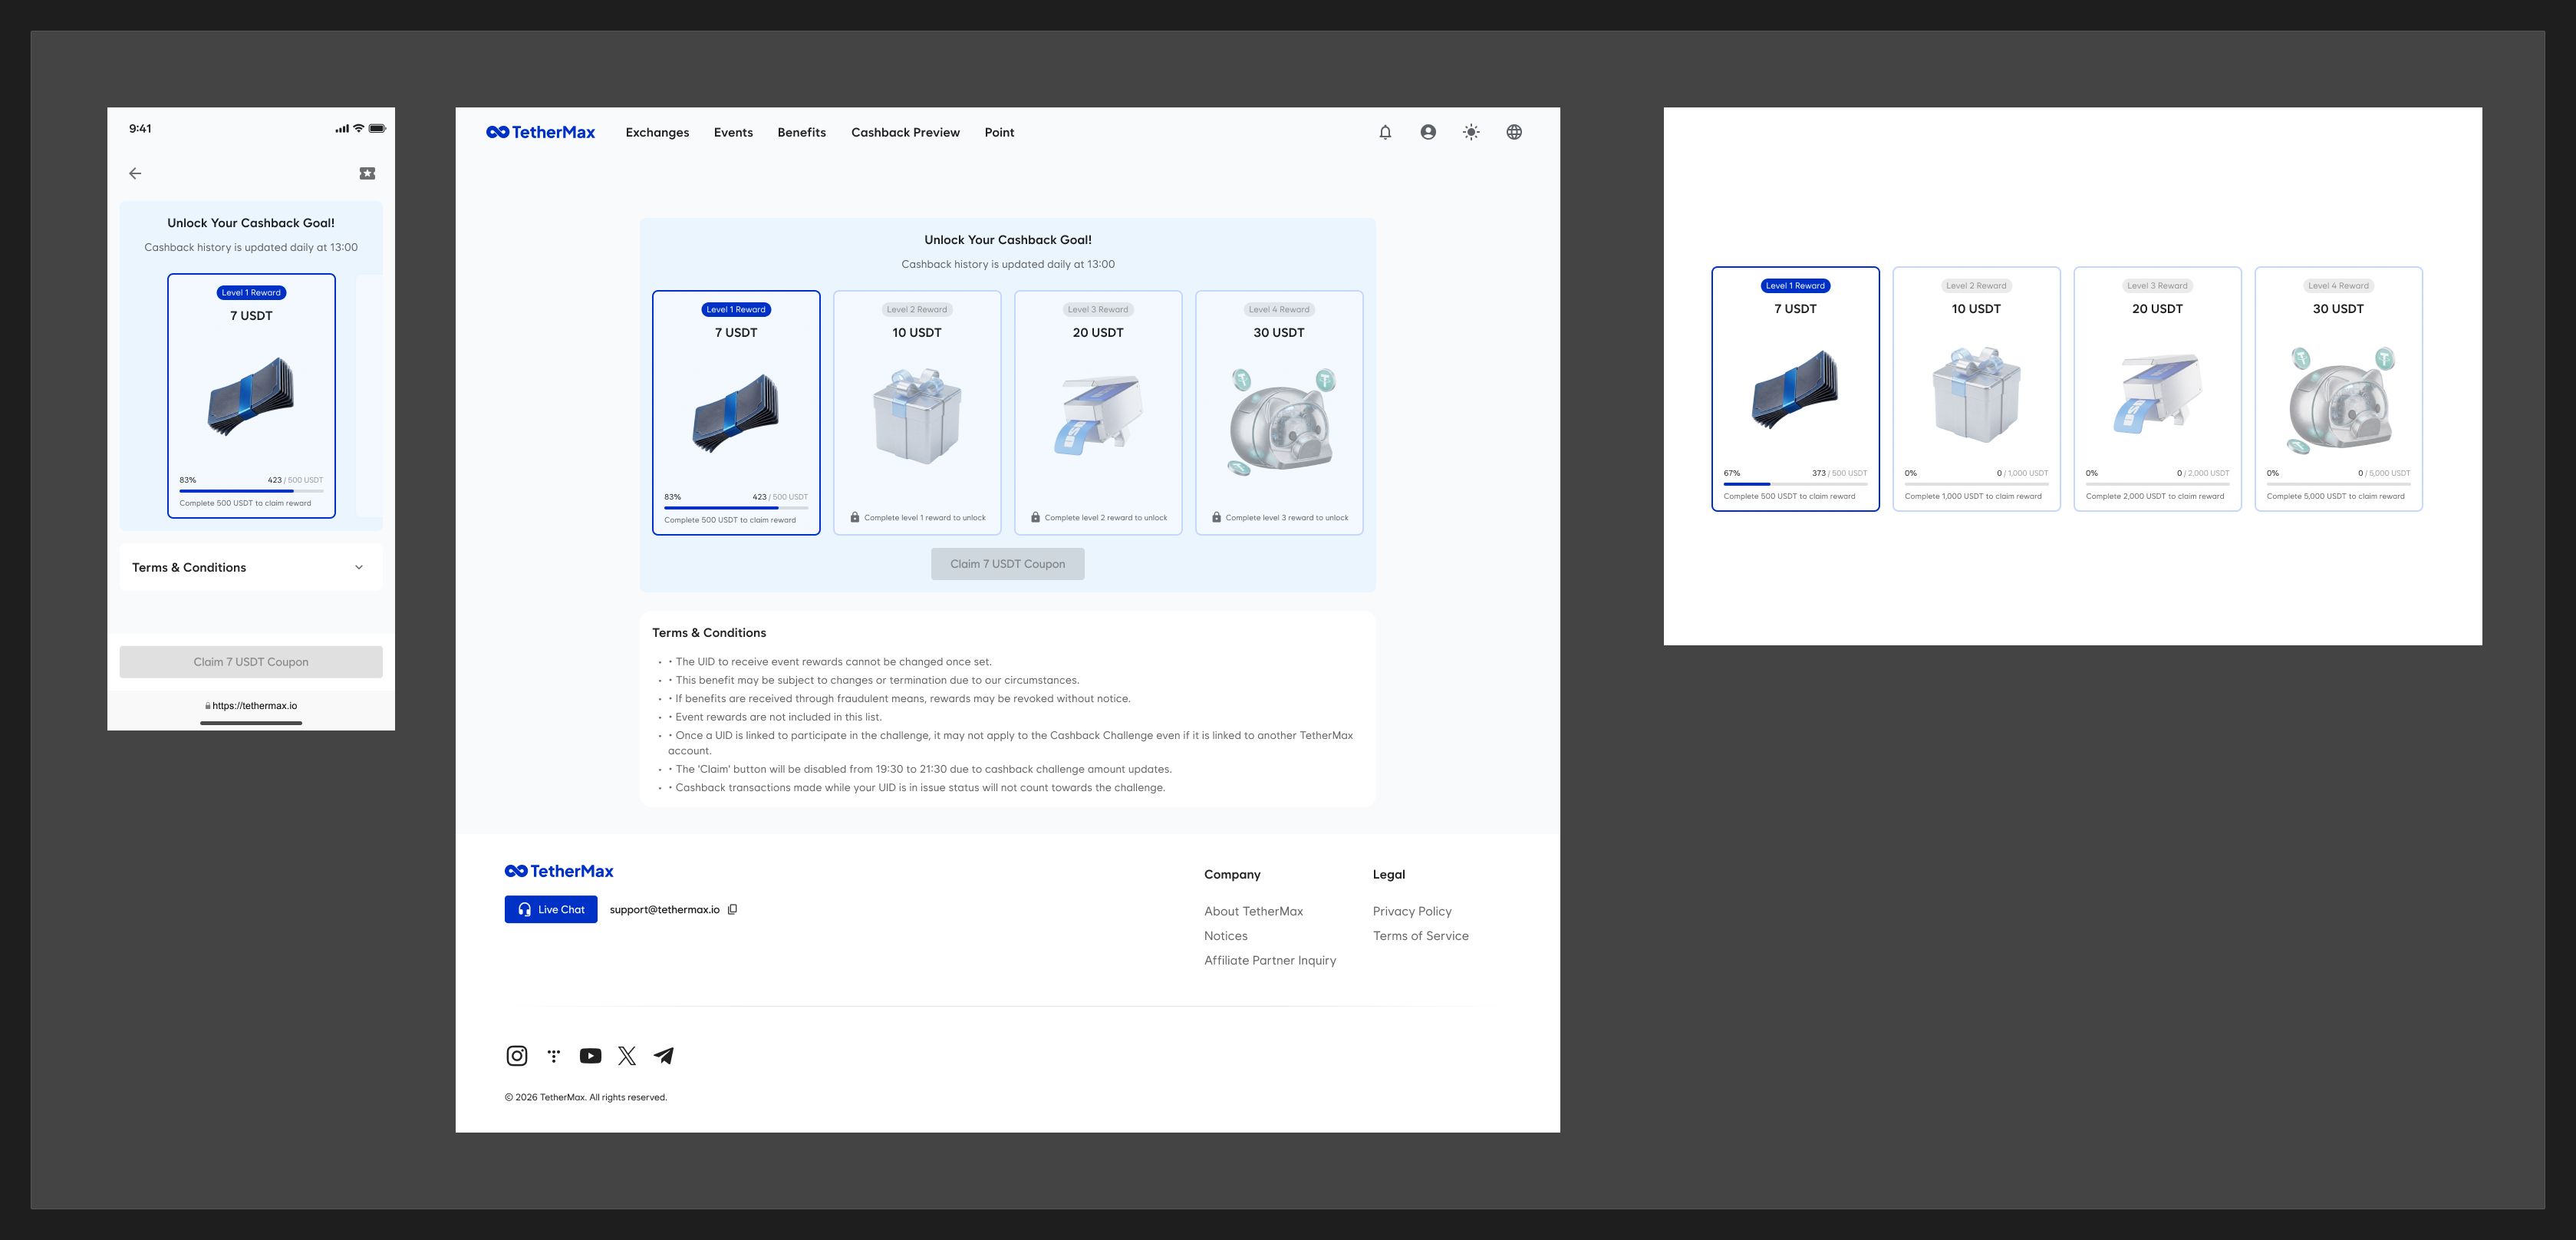 9:41
Unlock Your Cashback Goal!
Cashback history is updated daily at 13:00
Level 1 Reward
7 USDT
83% 423 / 500 USDT
Complete 500 USDT to claim reward
Terms & Conditions
Claim 7 USDT Coupon
https://tethermax.io
TetherMax Exchanges Events Benefits Cashback Preview Point
Unlock Your Cashback Goal!
Cashback history is updated daily at 13:00
Level 1 Reward
7 USDT
83% 423 / 500 USDT
Complete 500 USDT to claim reward
Level 2 Reward
10 USDT
Complete level 1 reward to unlock
Level 3 Reward
20 USDT
Complete level 2 reward to unlock
Level 4 Reward
30 USDT
Complete level 3 reward to unlock
Claim 7 USDT Coupon
Terms & Conditions
• • The UID to receive event rewards cannot be changed once set.
• • This benefit may be subject to changes or termination due to our circumstances.
• • If benefits are received through fraudulent means, rewards may be revoked without notice.
• • Event rewards are not included in this list.
• • Once a UID is linked to participate in the challenge, it may not apply to the Cashback Challenge even if it is linked to another TetherMax
account.
• • The 'Claim' button will be disabled from 19:30 to 21:30 due to cashback challenge amount updates.
• • Cashback transactions made while your UID is in issue status will not count towards the challenge.
TetherMax
Live Chat support@tethermax.io
Company
About TetherMax
Notices
Affiliate Partner Inquiry
Legal
Privacy Policy
Terms of Service
© 2026 TetherMax. All rights reserved.
Level 1 Reward
7 USDT
67% 373 / 500 USDT
Complete 500 USDT to claim reward
Level 2 Reward
10 USDT
0% 0 / 1,000 USDT
Complete 1,000 USDT to claim reward
Level 3 Reward
20 USDT
0% 0 / 2,000 USDT
Complete 2,000 USDT to claim reward
Level 4 Reward
30 USDT
0% 0 / 5,000 USDT
Complete 5,000 USDT to claim reward